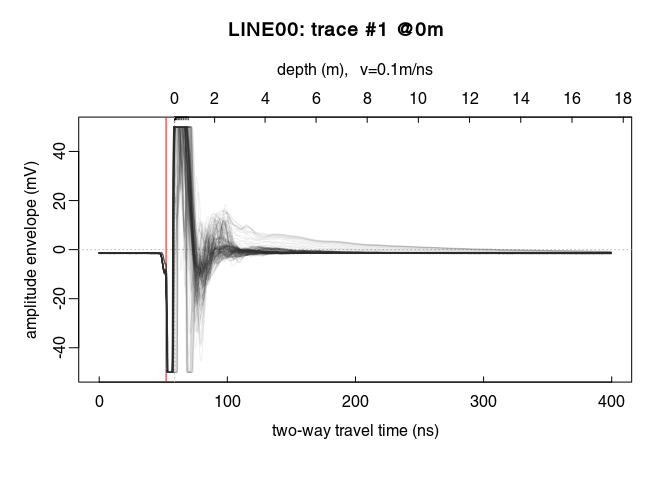 LINE00: trace #1 @0m
depth (m), v=0.1m/ns
0 2 4 6 8 10 12 14 16 18
amplitude envelope (mV)
40
20
0
-20
-40
0 100 200 300 400
two-way travel time (ns)